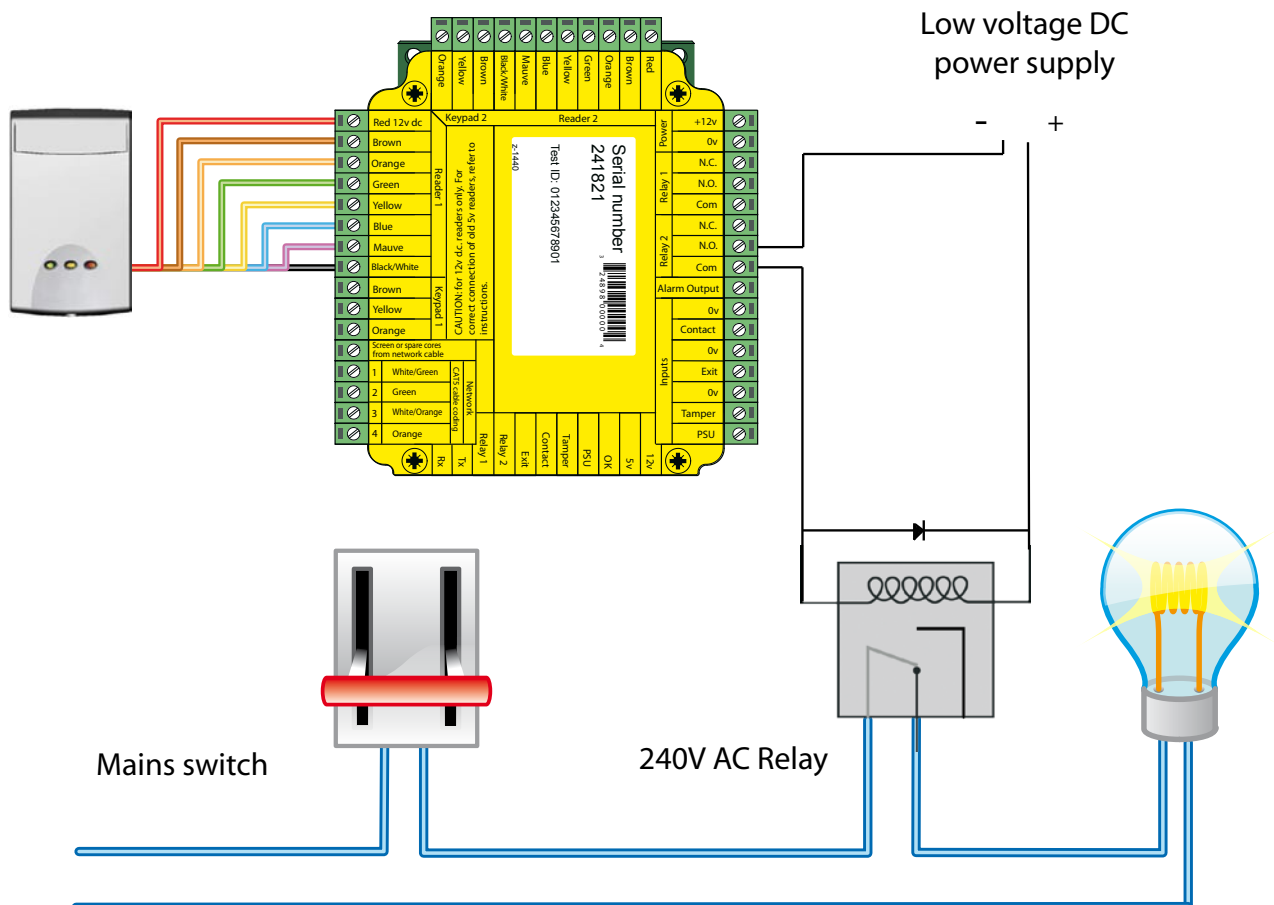 Low voltage DC
power supply
- +
Orange
Yellow
Brown
Black/White
Mauve
Blue
Yellow
Green
Orange
Brown
Red
Keypad 2
Reader 2
Red 12v dc
Brown
Orange
Green
Yellow
Blue
Mauve
Black/White
Brown
Yellow
Orange
Reader 1
Keypad 1
Screen or spare cores
from network cable
1 White/Green
2 Green
3 White/Orange
4 Orange
CAT5 cable coding
Network
CAUTION: for 12v d.c. readers only. For
correct connection of old 5v readers, refer to
instructions.
Serial number
241821
Test ID: 012345678901
z-1440
3 24898 00000 4
Power
Relay 1
Relay 2
+12v
0v
N.C.
N.O.
Com
N.C.
N.O.
Com
Alarm Output
Inputs
0v
Contact
0v
Exit
0v
Tamper
PSU
Rx
Tx
Relay 1
Relay 2
Exit
Contact
Tamper
PSU
OK
5v
12v
Mains switch
240V AC Relay